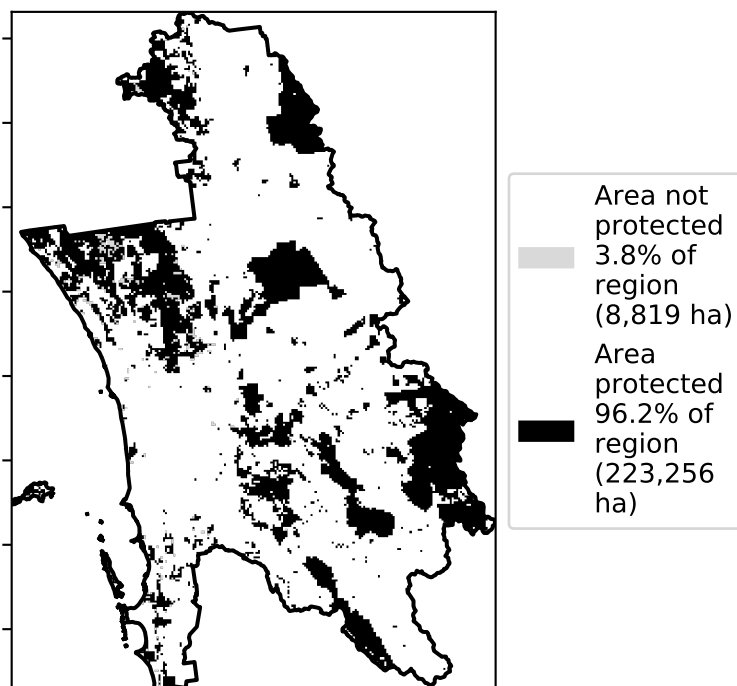 Area not
protected
3.8% of
region
(8,819 ha)
Area
protected
96.2% of
region
(223,256
ha)